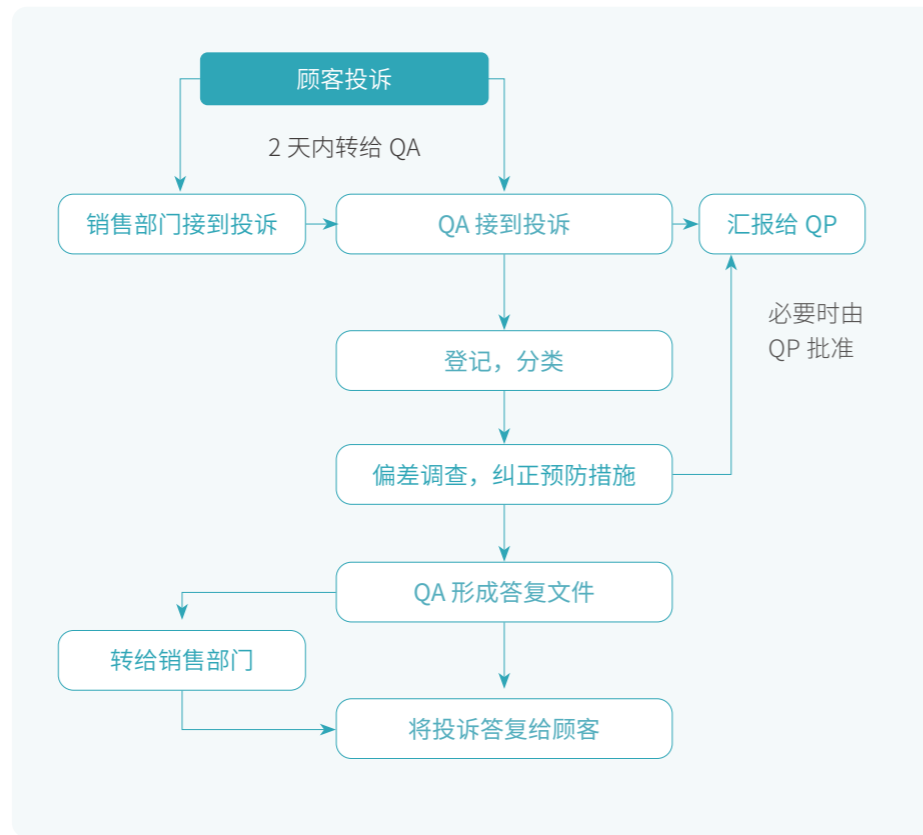 顾客投诉
2 天内转给 QA
销售部门接到投诉
QA 接到投诉
汇报给 QP
必要时由
QP 批准
登记，分类
偏差调查，纠正预防措施
QA 形成答复文件
转给销售部门
将投诉答复给顾客